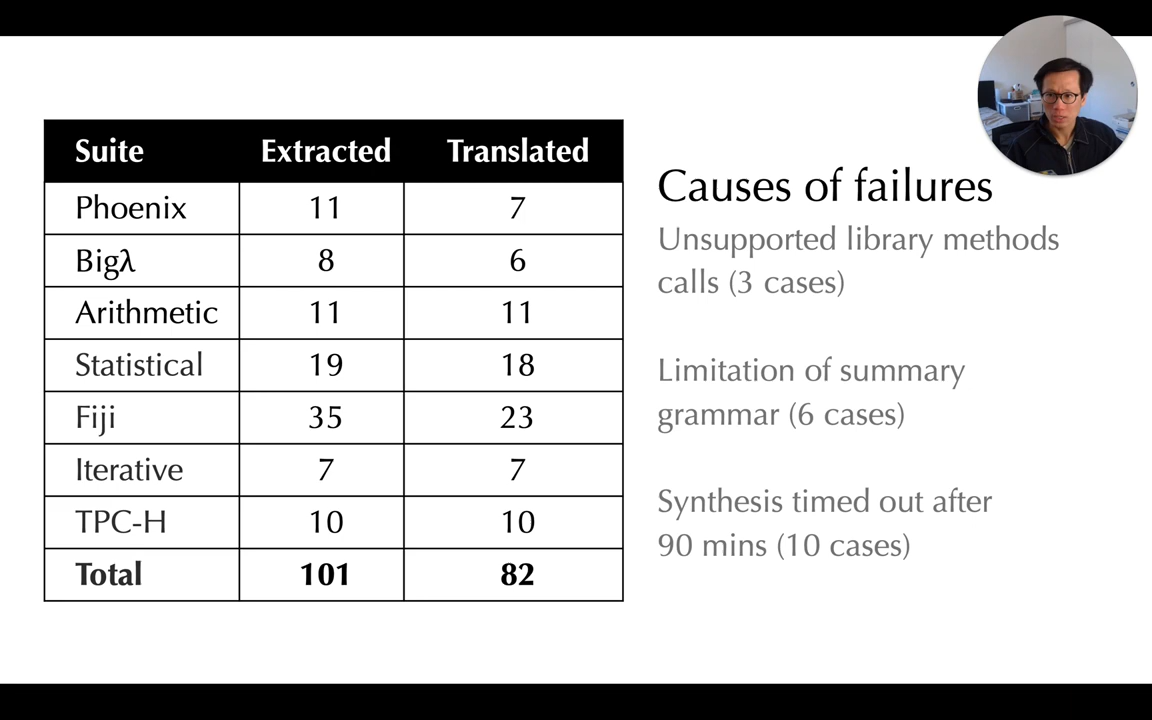 Suite Extracted Translated
Phoenix 11 7
Bigλ 8 6
Arithmetic 11 11
Statistical 19 18
Fiji 35 23
Iterative 7 7
TPC-H 10 10
Total 101 82
Causes of failures
Unsupported library methods
calls (3 cases)
Limitation of summary
grammar (6 cases)
Synthesis timed out after
90 mins (10 cases)